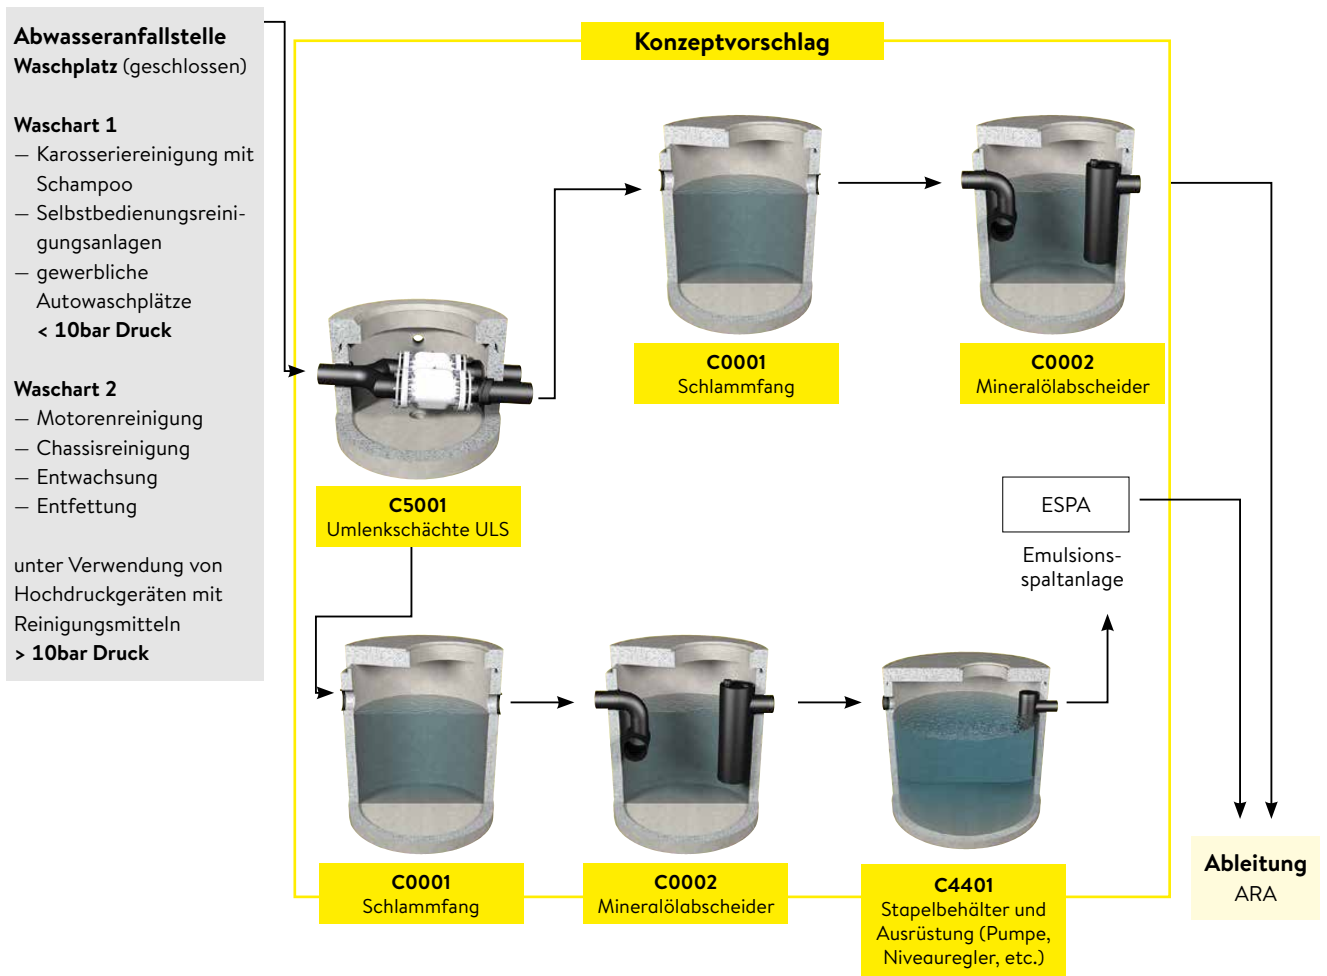 Abwasseranfallstelle
Waschplatz (geschlossen)
Waschart 1
– Karosseriereinigung mit
Schampoo
– Selbstbedienungsreini-
gungsanlagen
– gewerbliche
Autowaschplätze
< 10bar Druck
Waschart 2
– Motorenreinigung
– Chassisreinigung
– Entwachsung
– Entfettung
unter Verwendung von
Hochdruckgeräten mit
Reinigungsmitteln
> 10bar Druck
Konzeptvorschlag
C0001
Schlammfang
C0002
Mineralölabscheider
C5001
Umlenkschächte ULS
ESPA
Emulsions-
spaltanlage
C0001
Schlammfang
C0002
Mineralölabscheider
C4401
Stapelbehälter und
Ausrüstung (Pumpe,
Niveauregler, etc.)
Ableitung
ARA